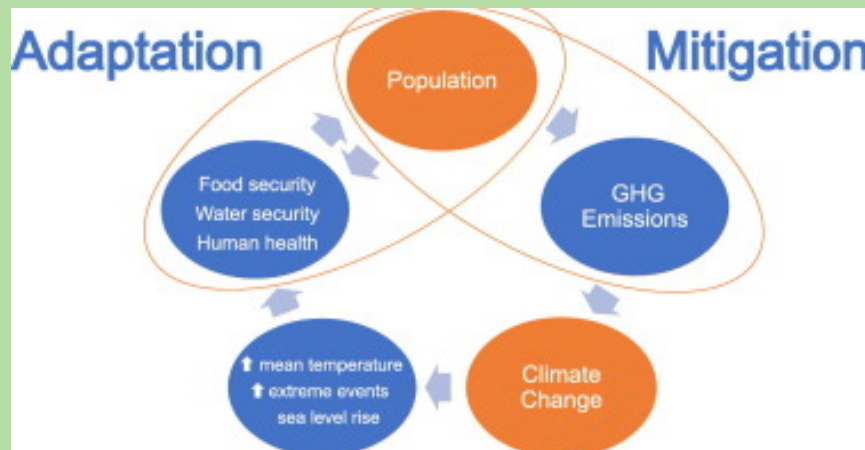 Adaptation
Mitigation
Population
Food security
Water security
Human health
GHG
Emissions
⬆ mean temperature
⬆ extreme events
sea level rise
Climate
Change